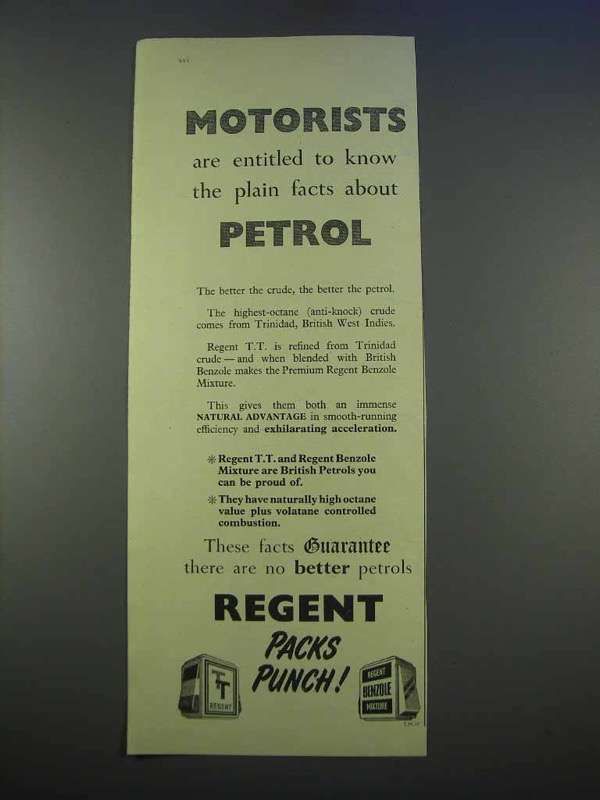 MOTORISTS
are entitled to know
the plain facts about
PETROL
The better the crude, the better the petrol.
The highest-octane (anti-knock) crude
comes from Trinidad, British West Indies.
Regent T.T. is refined from Trinidad
crude — and when blended with British
Benzole makes the Premium Regent Benzole
Mixture.
This gives them both an immense
NATURAL ADVANTAGE in smooth-running
efficiency and exhilarating acceleration.
* Regent T.T. and Regent Benzole
Mixture are British Petrols you
can be proud of.
* They have naturally high octane
value plus volatane controlled
combustion.
These facts Guarantee
there are no better petrols
REGENT
PACKS
PUNCH!
TT
REGENT
REGENT
BENZOLE
MIXTURE